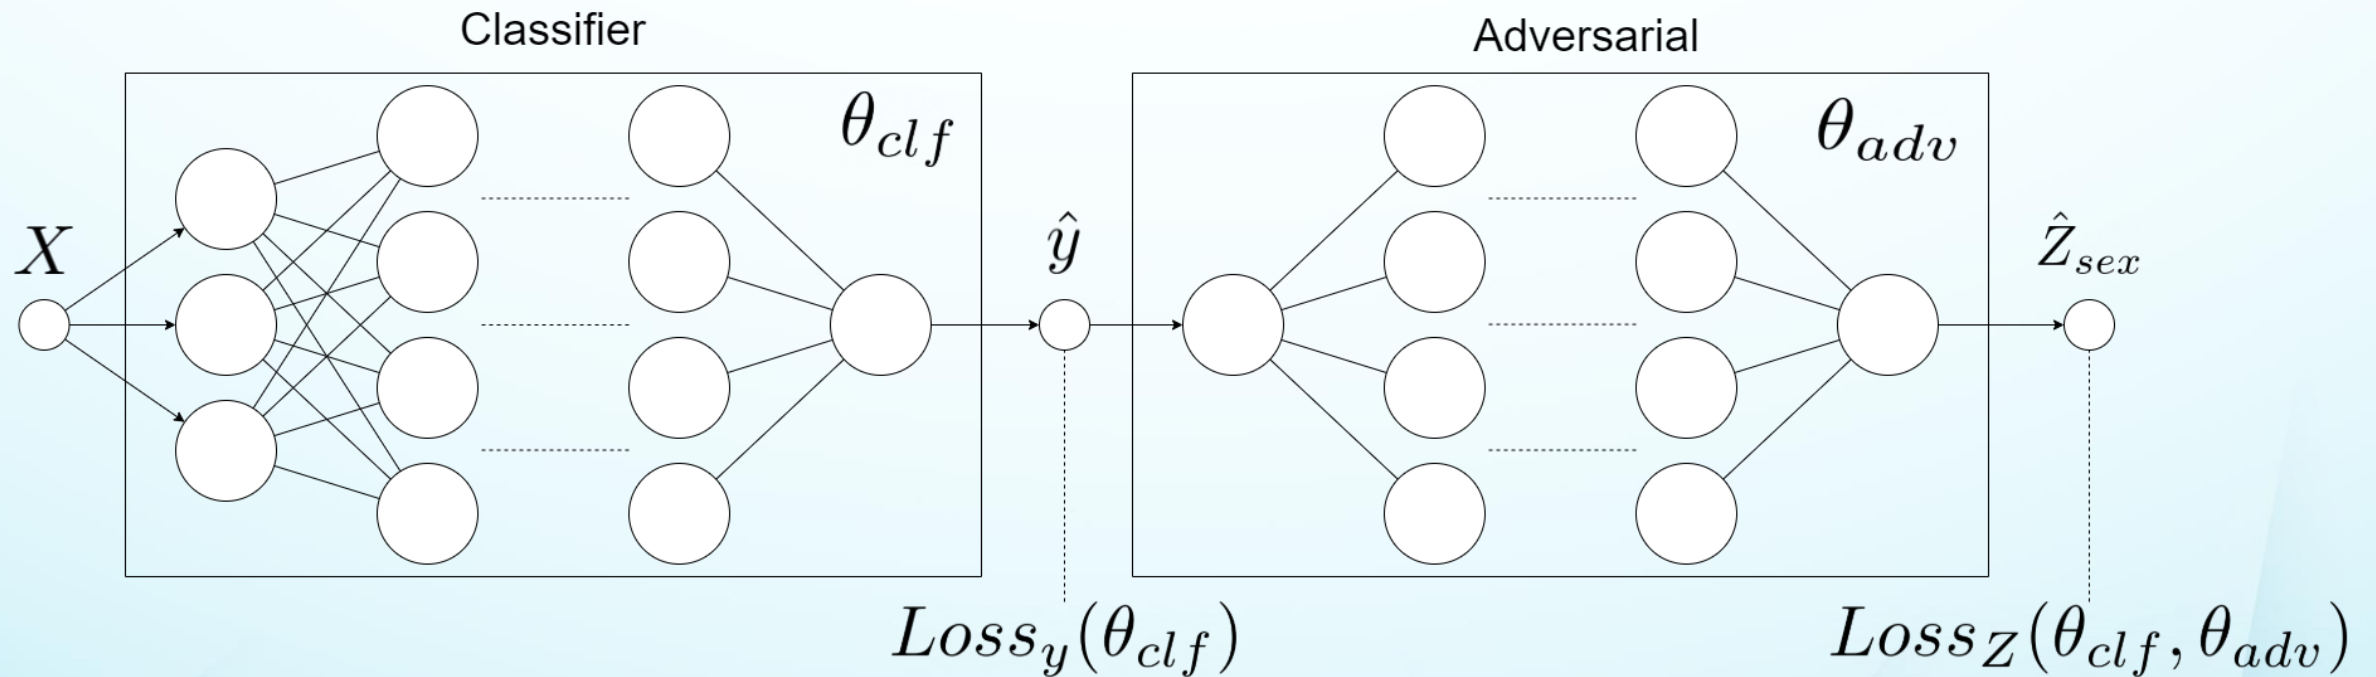 Classifier
Adversarial
θ_clf
θ_adv
X
ŷ
Ẑ_sex
Loss_y(θ_clf)
Loss_Z(θ_clf, θ_adv)